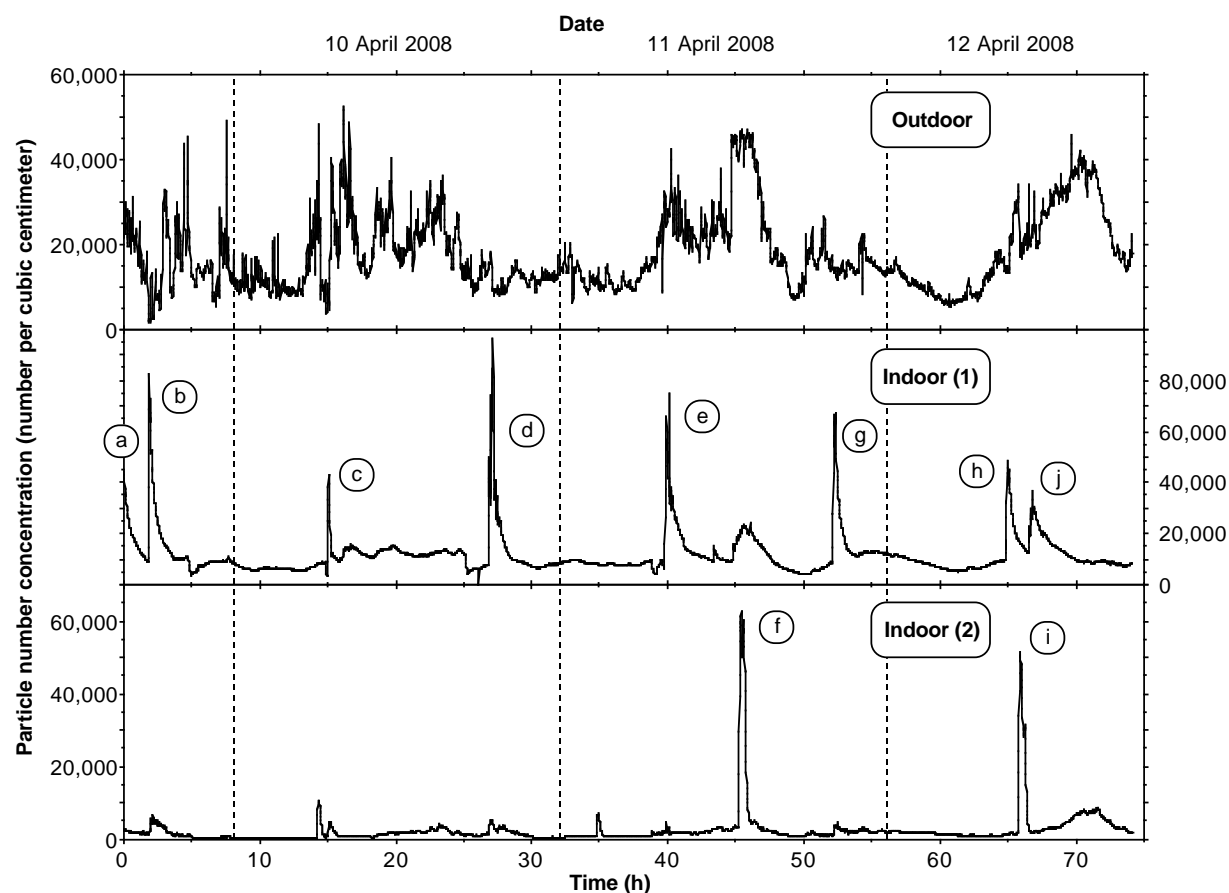 Date
10 April 2008 11 April 2008 12 April 2008
Particle number concentration (number per cubic centimeter)
60,000
Outdoor
40,000
20,000
0
Indoor (1)
80,000
b
a
d
e
g
60,000
c
h
j
40,000
20,000
0
60,000
Indoor (2)
f
i
40,000
20,000
0
0 10 20 30 40 50 60 70
Time (h)